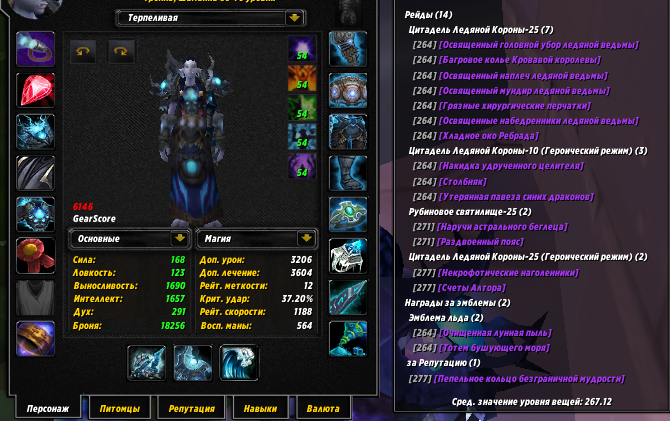 Терпеливая
54
54
54
54
54
6146
GearScore
Основные
Магия
Сила: 168
Ловкость: 123
Выносливость: 1690
Интеллект: 1657
Дух: 291
Броня: 18256
Доп. урон: 3206
Доп. лечение: 3604
Рейт. меткости: 12
Крит. удар: 37.20%
Рейт. скорости: 1188
Восп. маны: 564
Персонаж
Питомцы
Репутация
Навыки
Валюта
Рейды (14)
Цитадель Ледяной Короны-25 (7)
[264] [Освященный головной убор ледяной ведьмы]
[264] [Багровое колье Кровавой королевы]
[264] [Освященный наплеч ледяной ведьмы]
[264] [Освященный мундир ледяной ведьмы]
[264] [Грязные хирургические перчатки]
[264] [Освященные набедренники ледяной ведьмы]
[264] [Хладное око Ребрада]
Цитадель Ледяной Короны-10 (Героический режим) (3)
[264] [Накидка удрученного целителя]
[264] [Столбняк]
[264] [Утерянная павеза синих драконов]
Рубиновое святилище-25 (2)
[271] [Наручи астрального беглеца]
[271] [Раздвоенный пояс]
Цитадель Ледяной Короны-25 (Героический режим) (2)
[277] [Некрофотические наголенники]
[277] [Счеты Алтора]
Награды за эмблемы (2)
Эмблема льда (2)
[264] [Очищенная лунная пыль]
[264] [Тотем бушующего моря]
за Репутацию (1)
[277] [Пепельное кольцо безграничной мудрости]
Сред. значение уровня вещей: 267.12